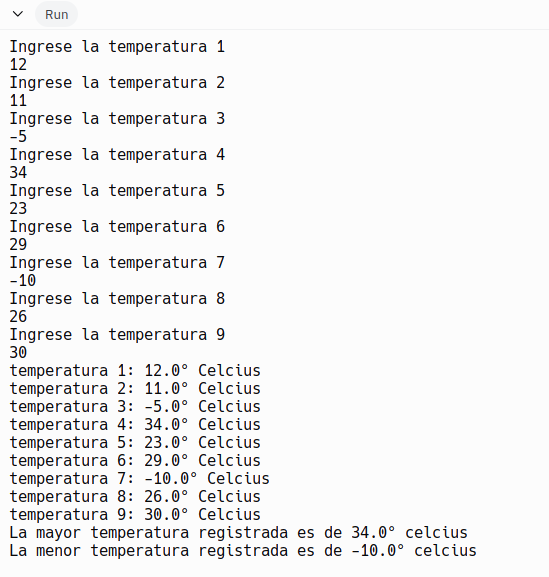 Run
Ingrese la temperatura 1
12
Ingrese la temperatura 2
11
Ingrese la temperatura 3
-5
Ingrese la temperatura 4
34
Ingrese la temperatura 5
23
Ingrese la temperatura 6
29
Ingrese la temperatura 7
-10
Ingrese la temperatura 8
26
Ingrese la temperatura 9
30
temperatura 1: 12.0° Celcius
temperatura 2: 11.0° Celcius
temperatura 3: -5.0° Celcius
temperatura 4: 34.0° Celcius
temperatura 5: 23.0° Celcius
temperatura 6: 29.0° Celcius
temperatura 7: -10.0° Celcius
temperatura 8: 26.0° Celcius
temperatura 9: 30.0° Celcius
La mayor temperatura registrada es de 34.0° celcius
La menor temperatura registrada es de -10.0° celcius